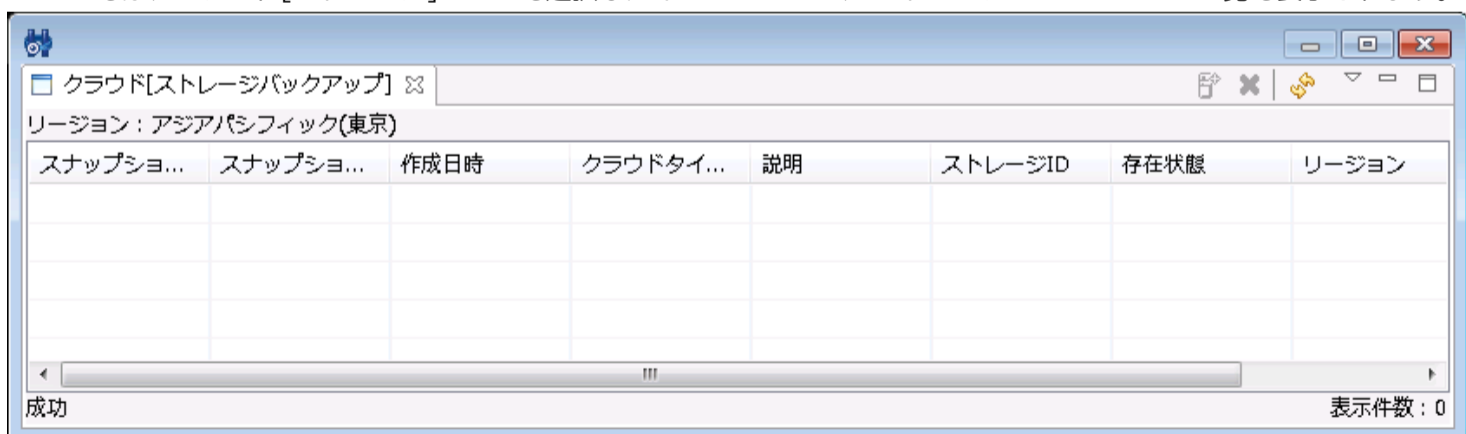 クラウド[ストレージバックアップ]
リージョン：アジアパシフィック(東京)
スナップショ... スナップショ... 作成日時 クラウドタイ... 説明 ストレージID 存在状態 リージョン
成功 表示件数：0